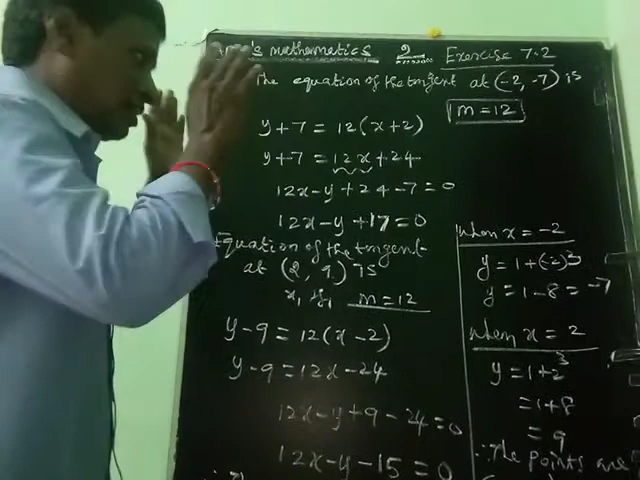 's mathematics 2 Exercise 7.2
The equation of the tangent at (-2, -7) is
m = 12
y + 7 = 12(x + 2)
y + 7 = 12x + 24
12x - y + 24 - 7 = 0
12x - y + 17 = 0
Equation of the tangent
at (2, 9) is
x₁ y₁ m = 12
y - 9 = 12(x - 2)
y - 9 = 12x - 24
12x - y + 9 - 24 = 0
12x - y - 15 = 0
When x = -2
y = 1 + (-2)³
y = 1 - 8 = -7
When x = 2
y = 1 + 2³
= 1 + 8
= 9
∴ The points are